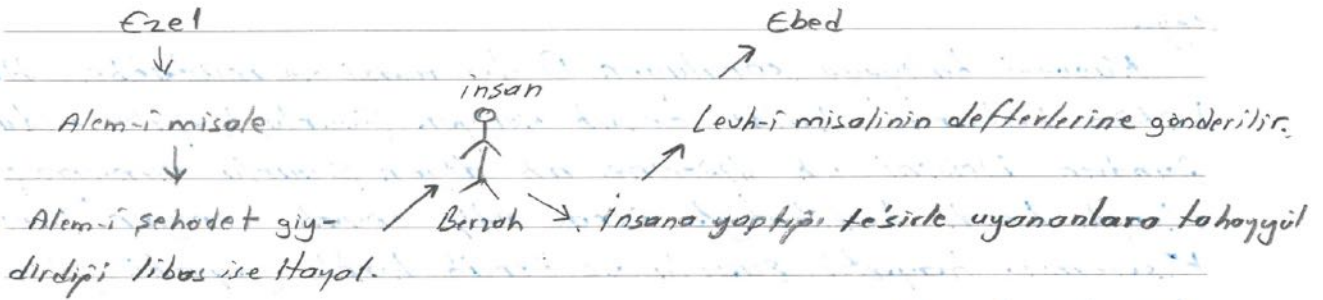 Ezel Ebed
insan
Alem-i misale Levh-i misalinin defterlerine gönderilir.
Alem-i şehadet giy- Berzah İnsana yaptığı te'sirle uyananlara tahayyül
dirdiği libas ise Hayal.